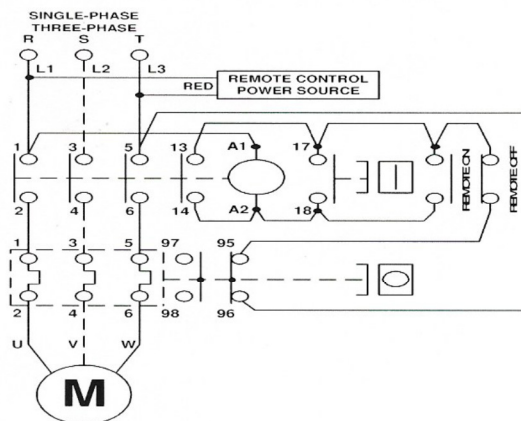 SINGLE-PHASE
THREE-PHASE
R S T
L1 L2 L3
RED
REMOTE CONTROL
POWER SOURCE
1 3 5 13 A1 17
REMOTE ON
REMOTE OFF
2 4 6 14 A2 18
1 3 5 97 95
2 4 6 98 96
U V W
M